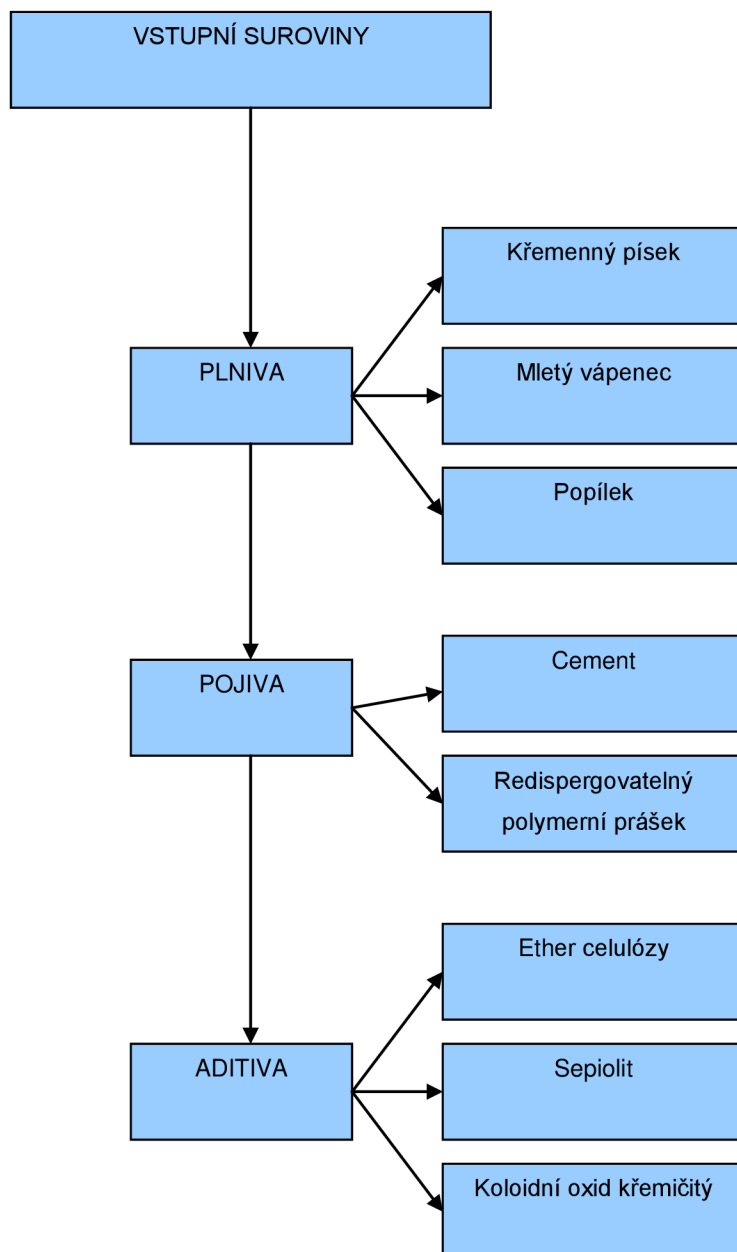 VSTUPNÍ SUROVINY
Křemenný písek
PLNIVA
Mletý vápenec
Popílek
Cement
POJIVA
Redispergovatelný
polymerní prášek
Ether celulózy
ADITIVA
Sepiolit
Koloidní oxid křemičitý